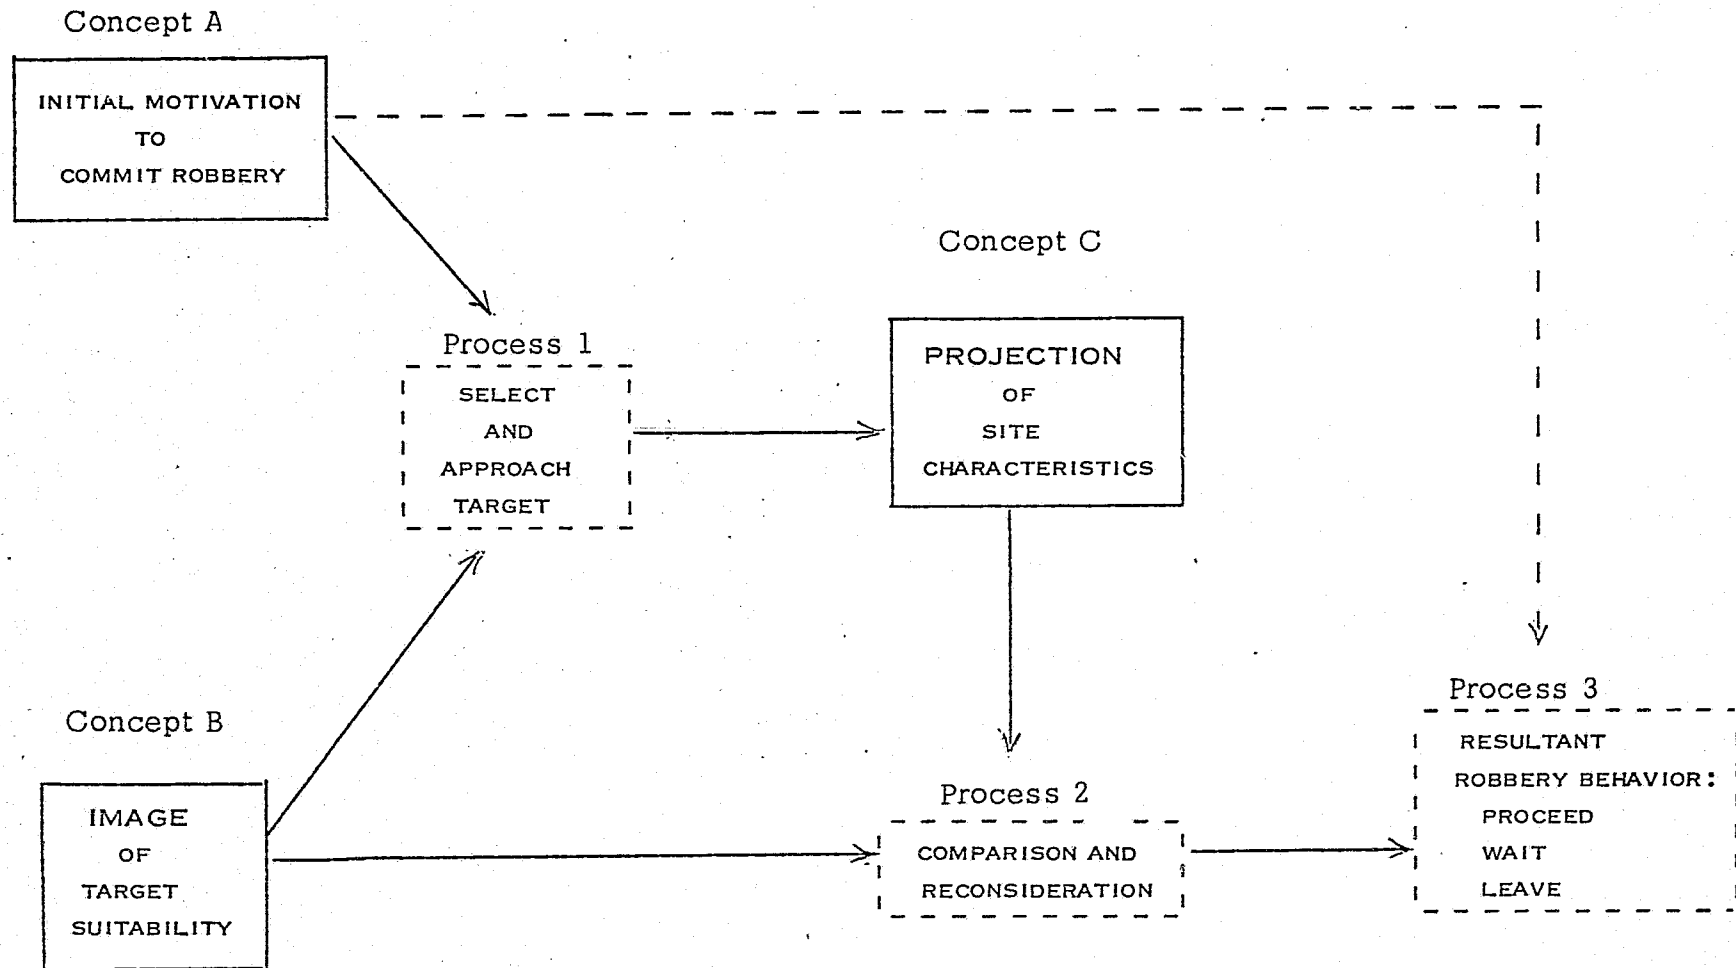 Concept A
INITIAL MOTIVATION
TO
COMMIT ROBBERY
Concept C
Process 1
SELECT
AND
APPROACH
TARGET
PROJECTION
OF
SITE
CHARACTERISTICS
Concept B
IMAGE
OF
TARGET
SUITABILITY
Process 2
COMPARISON AND
RECONSIDERATION
Process 3
RESULTANT
ROBBERY BEHAVIOR:
PROCEED
WAIT
LEAVE